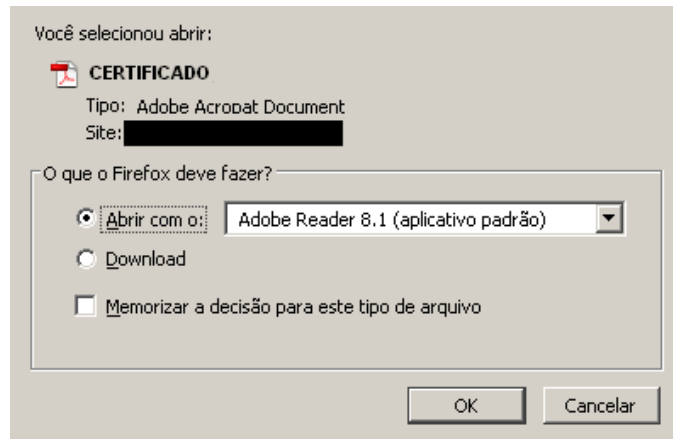 Você selecionou abrir:
CERTIFICADO
Tipo: Adobe Acrobat Document
Site:
O que o Firefox deve fazer?
Abrir com o: Adobe Reader 8.1 (aplicativo padrão)
Download
Memorizar a decisão para este tipo de arquivo
OK Cancelar